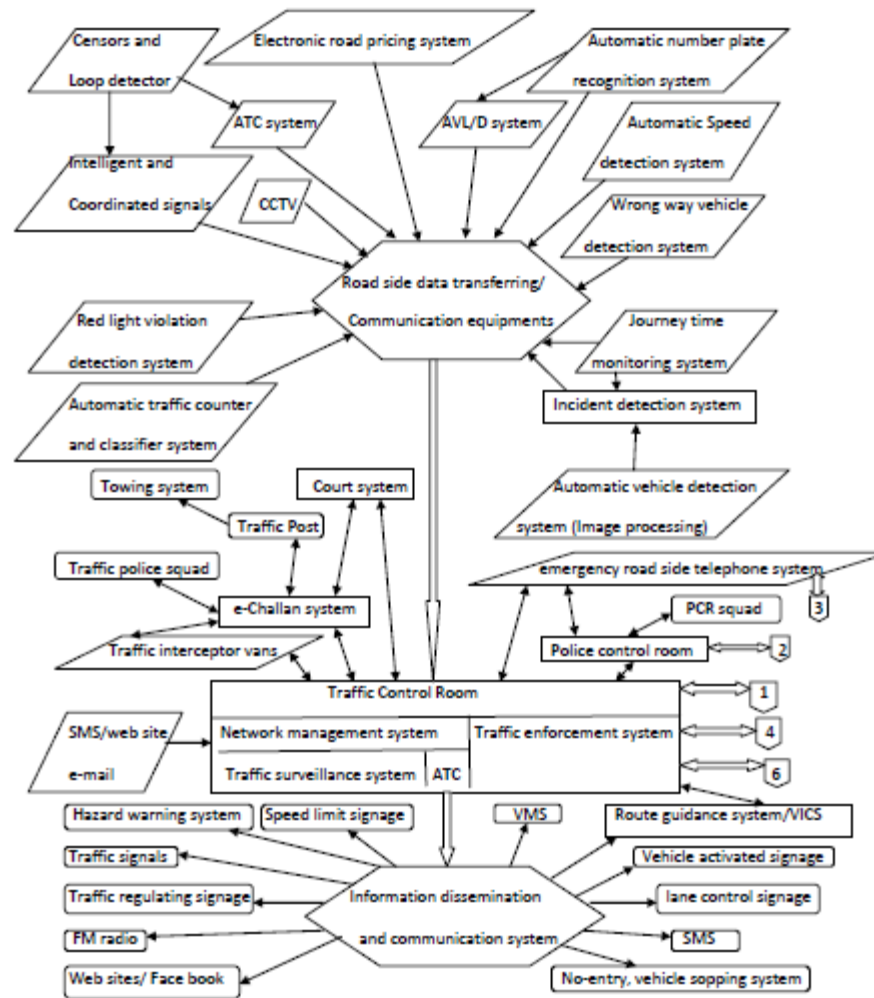 Censors and
Loop detector
Electronic road pricing system
Automatic number plate
recognition system
ATC system
AVL/D system
Automatic Speed
detection system
Intelligent and
Coordinated signals
CCTV
Wrong way vehicle
detection system
Road side data transferring/
Communication equipments
Red light violation
detection system
Journey time
monitoring system
Automatic traffic counter
and classifier system
Incident detection system
Towing system
Court system
Automatic vehicle detection
system (Image processing)
Traffic Post
Traffic police squad
emergency road side telephone system
3
e-Challan system
PCR squad
Traffic interceptor vans
Police control room
2
Traffic Control Room
1
SMS/web site
e-mail
Network management system
Traffic enforcement system
4
Traffic surveillance system
ATC
6
Hazard warning system
Speed limit signage
VMS
Route guidance system/VICS
Traffic signals
Vehicle activated signage
Traffic regulating signage
Information dissemination
and communication system
lane control signage
FM radio
SMS
Web sites/ Face book
No-entry, vehicle sopping system